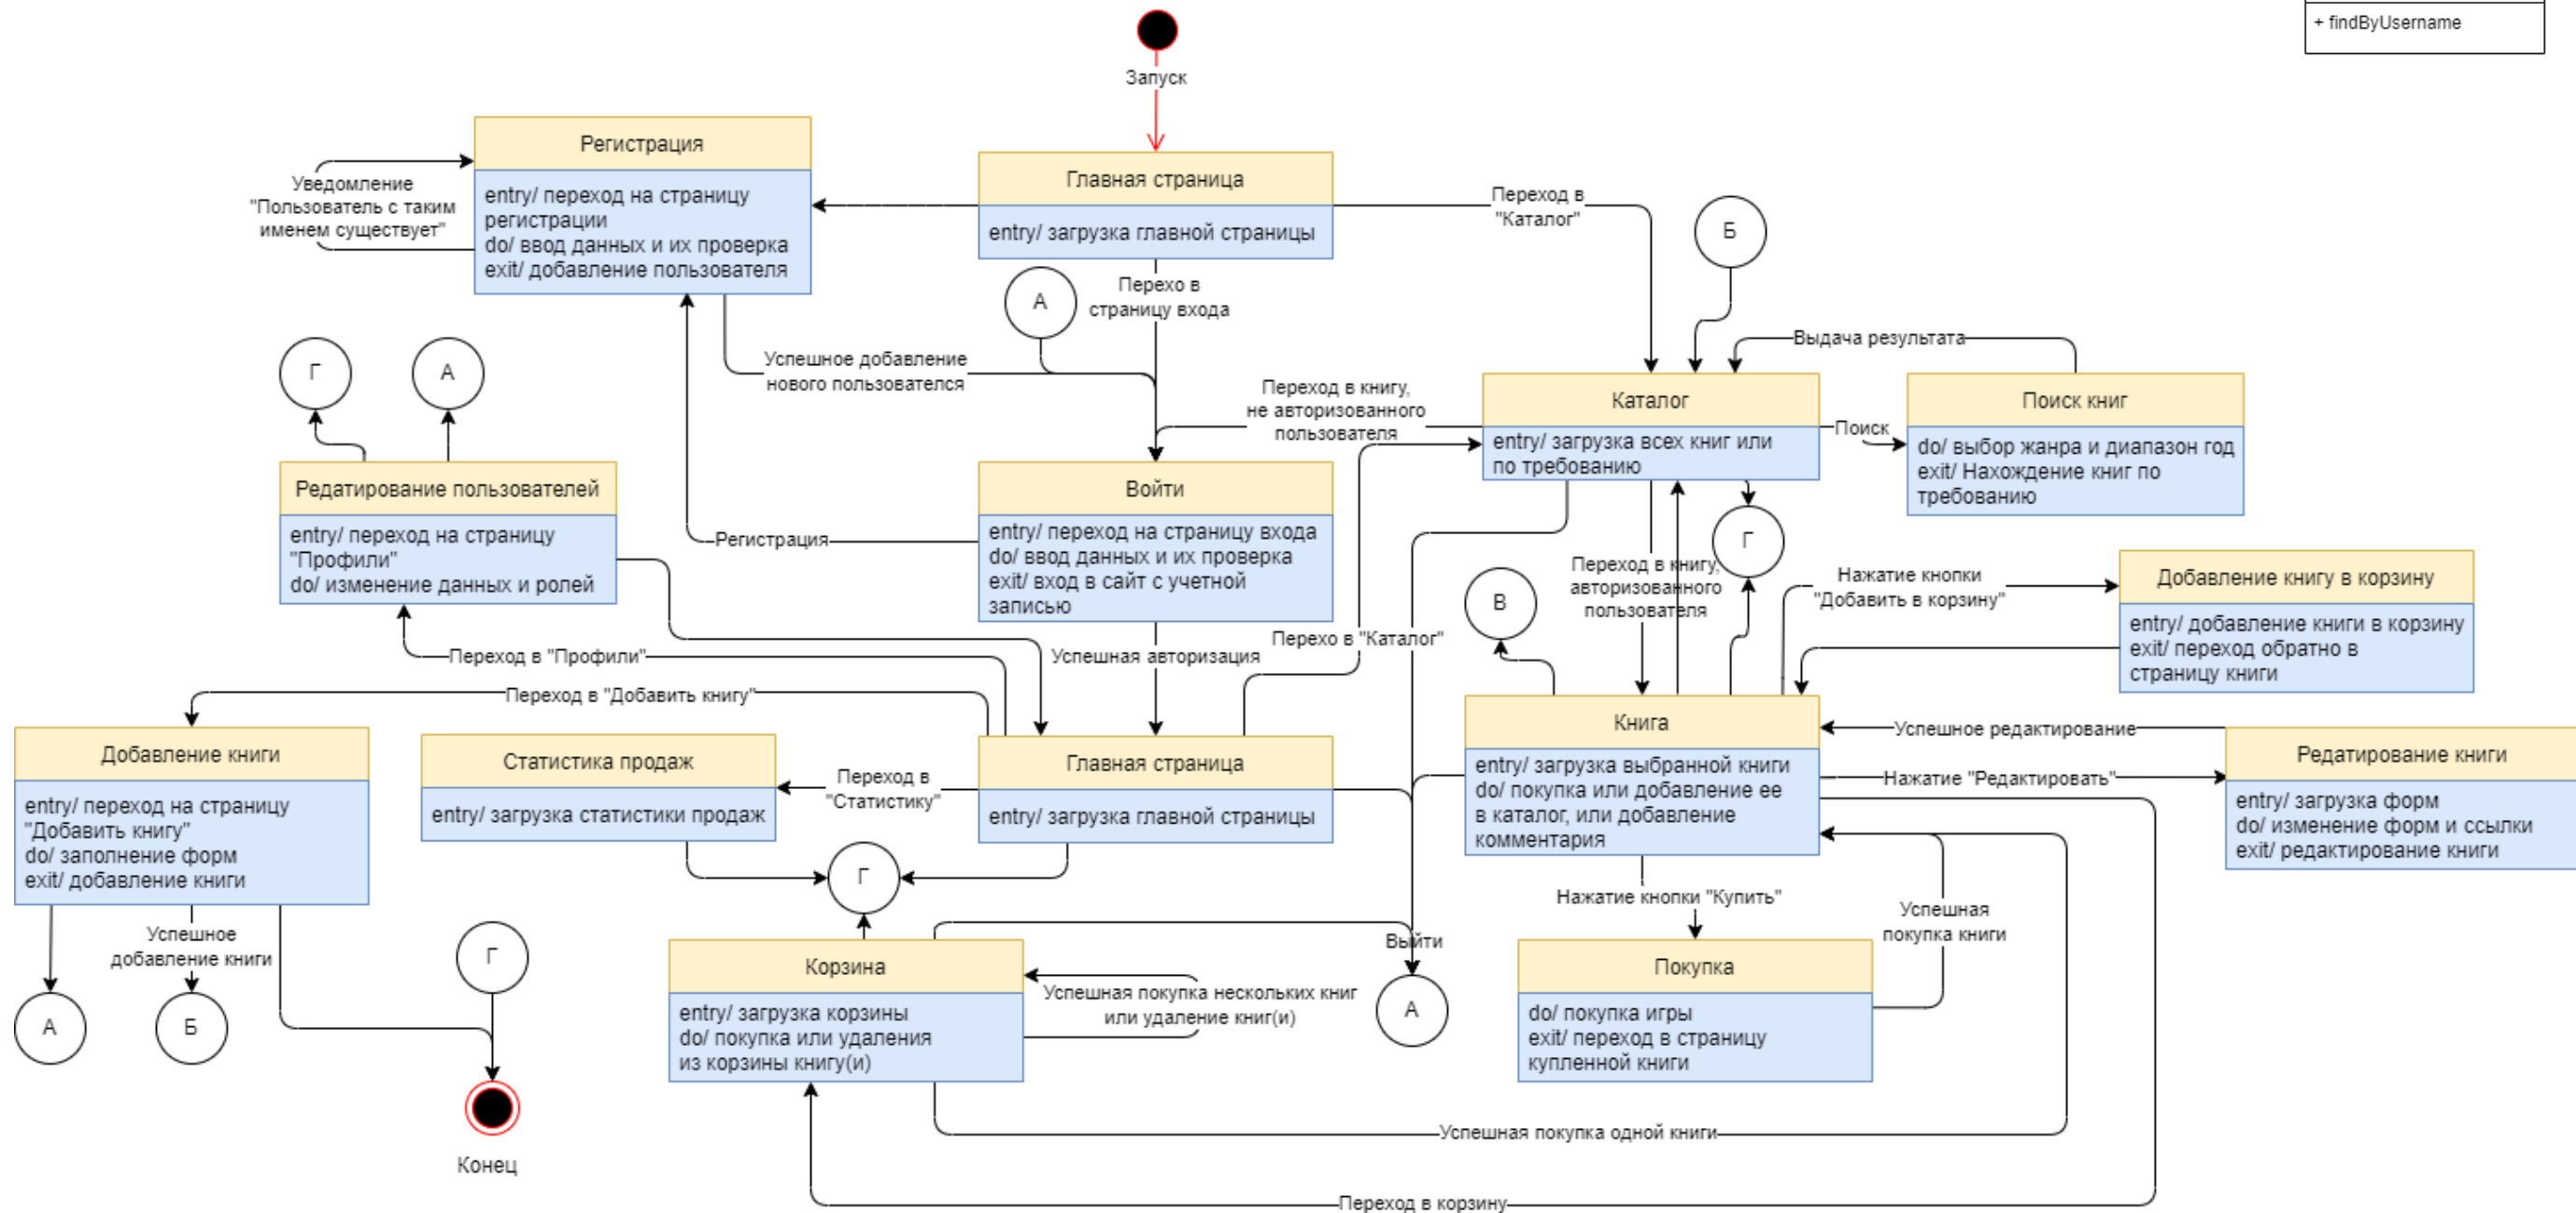 + findByUsername
Запуск
Регистрация
entry/ переход на страницу
регистрации
do/ ввод данных и их проверка
exit/ добавление пользователя
Уведомление
"Пользователь с таким
именем существует"
Главная страница
entry/ загрузка главной страницы
Переход в
"Каталог"
Б
А
Перехо в
страницу входа
Успешное добавление
нового пользователся
Г
А
Выдача результата
Переход в книгу,
не авторизованного
пользователя
Каталог
entry/ загрузка всех книг или
по требованию
Поиск
Поиск книг
do/ выбор жанра и диапазон год
exit/ Нахождение книг по
требованию
Редатирование пользователей
entry/ переход на страницу
"Профили"
do/ изменение данных и ролей
Регистрация
Войти
entry/ переход на страницу входа
do/ ввод данных и их проверка
exit/ вход в сайт с учетной
записью
Г
В
Переход в книгу,
авторизованного
пользователя
Нажатие кнопки
"Добавить в корзину"
Добавление книгу в корзину
entry/ добавление книги в корзину
exit/ переход обратно в
страницу книги
Переход в "Профили"
Успешная авторизация
Перехо в "Каталог"
Переход в "Добавить книгу"
Добавление книги
entry/ переход на страницу
"Добавить книгу"
do/ заполнение форм
exit/ добавление книги
Статистика продаж
entry/ загрузка статистики продаж
Переход в
"Статистику"
Главная страница
entry/ загрузка главной страницы
Книга
entry/ загрузка выбранной книги
do/ покупка или добавление ее
в каталог, или добавление
комментария
Успешное редактирование
Нажатие "Редактировать"
Редатирование книги
entry/ загрузка форм
do/ изменение форм и ссылки
exit/ редактирование книги
Г
Нажатие кнопки "Купить"
Успешная
покупка книги
Успешное
добавление книги
Г
А
Б
Конец
Корзина
entry/ загрузка корзины
do/ покупка или удаления
из корзины книгу(и)
Выйти
Успешная покупка нескольких книг
или удаление книг(и)
А
Покупка
do/ покупка игры
exit/ переход в страницу
купленной книги
Успешная покупка одной книги
Переход в корзину